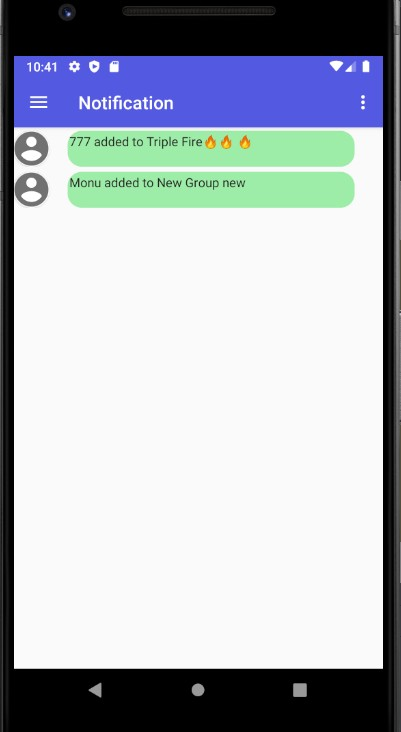 10:41
Notification
777 added to Triple Fire🔥🔥 🔥
Monu added to New Group new